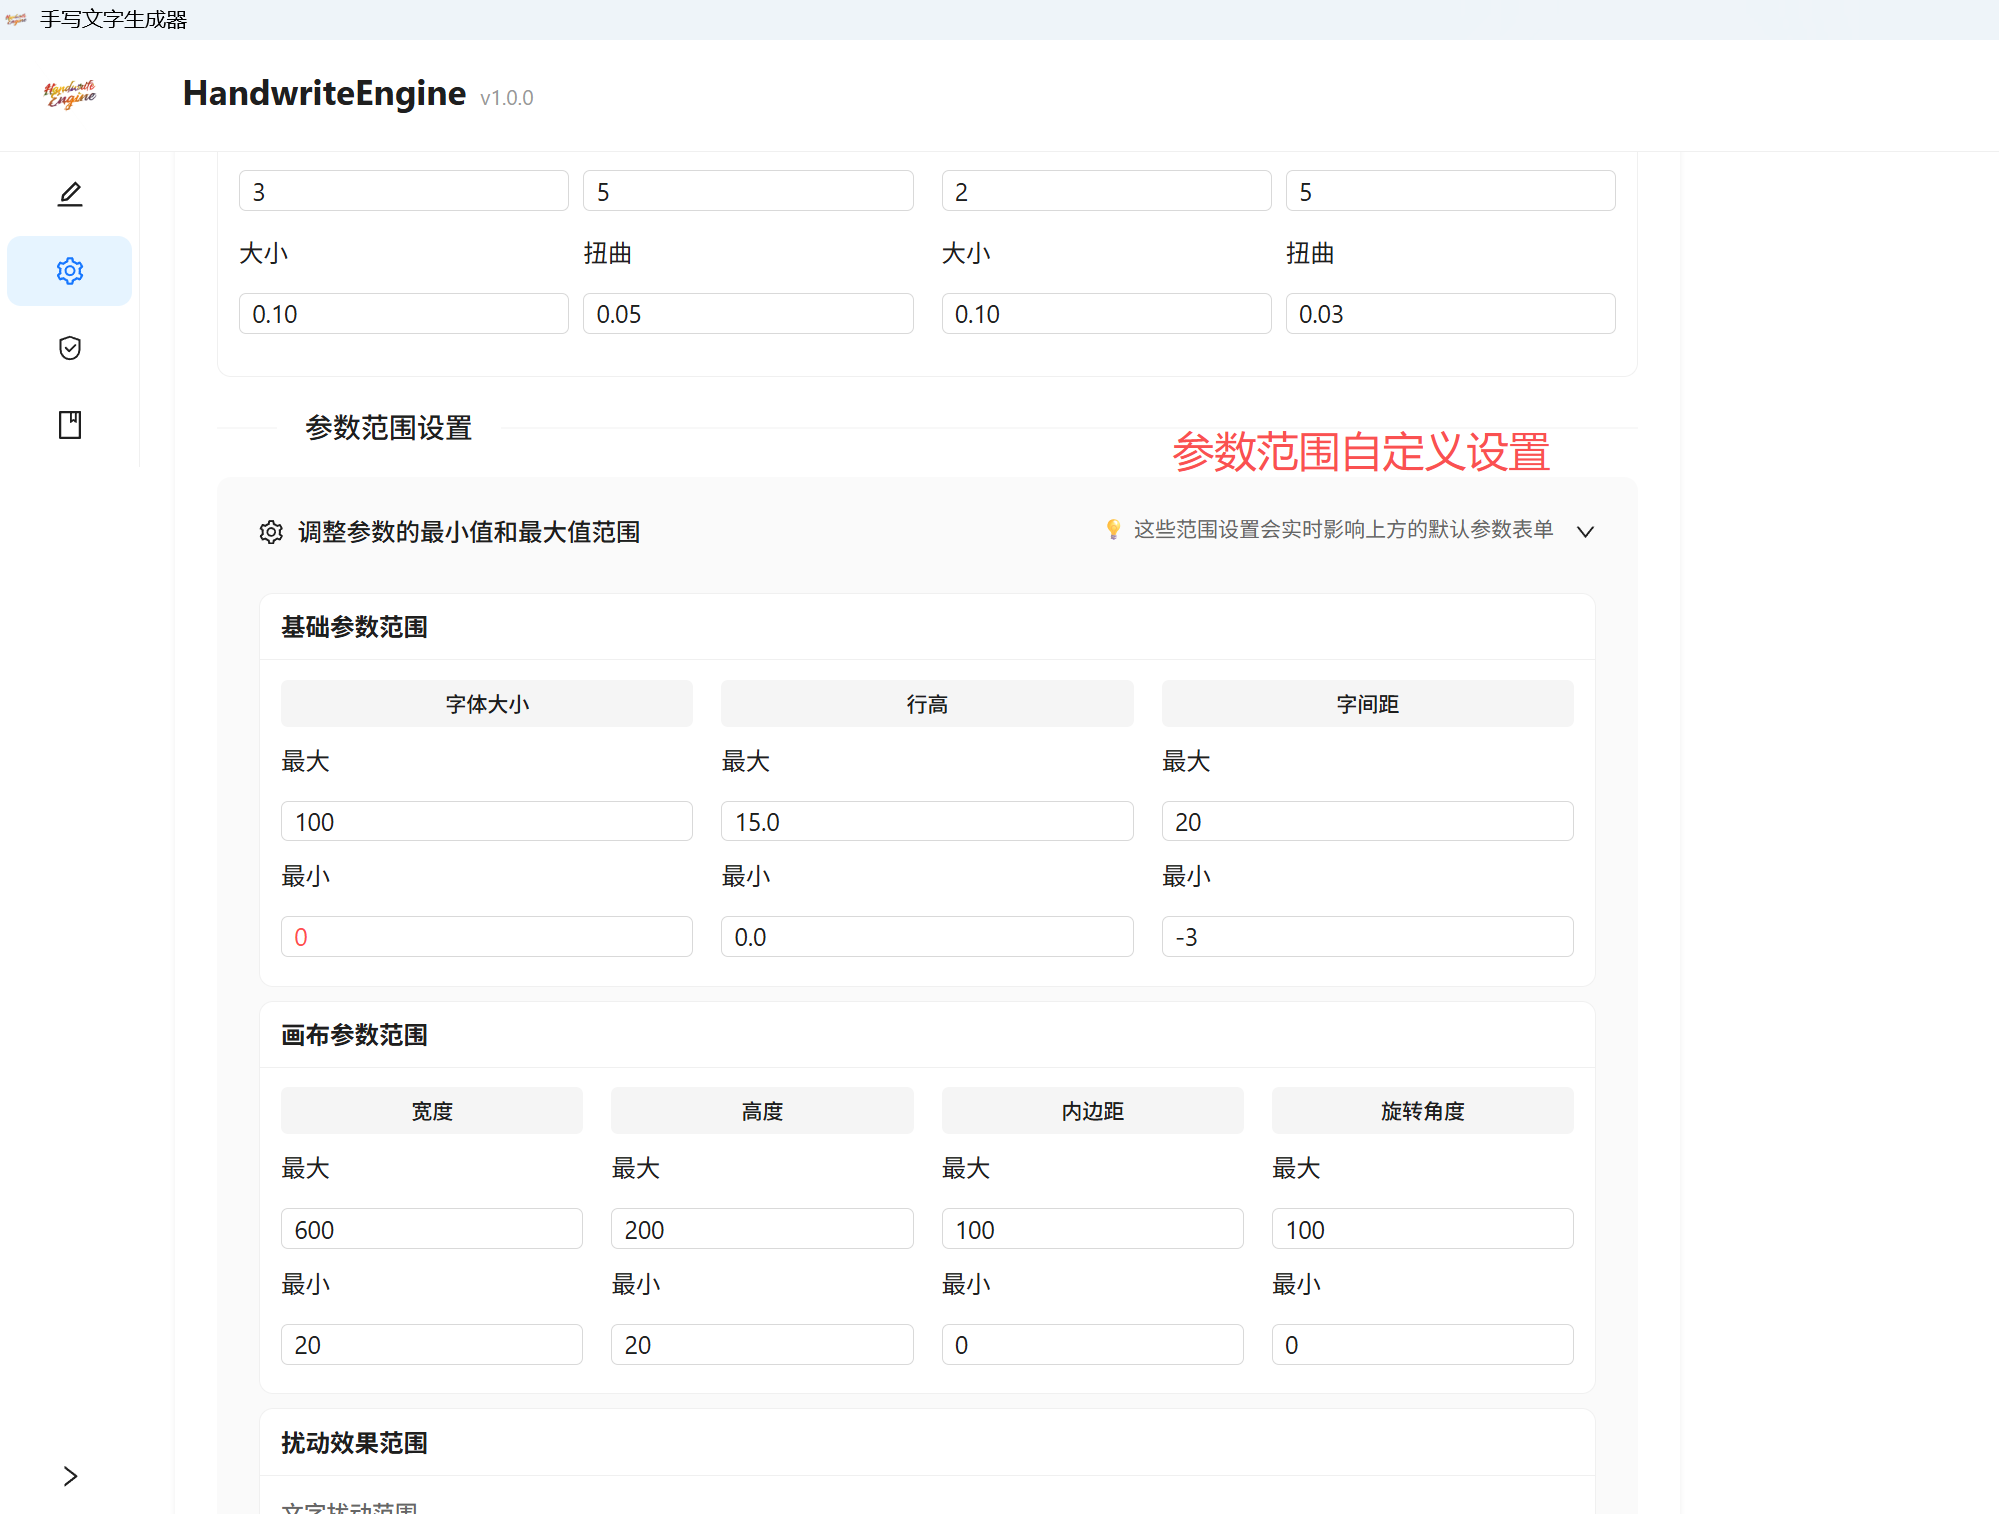 手写文字生成器
Handwrite
Engine
HandwriteEngine v1.0.0
3 5 2 5
大小 扭曲 大小 扭曲
0.10 0.05 0.10 0.03
参数范围设置
参数范围自定义设置
调整参数的最小值和最大值范围 这些范围设置会实时影响上方的默认参数表单
基础参数范围
字体大小 行高 字间距
最大 最大 最大
100 15.0 20
最小 最小 最小
0 0.0 -3
画布参数范围
宽度 高度 内边距 旋转角度
最大 最大 最大 最大
600 200 100 100
最小 最小 最小 最小
20 20 0 0
扰动效果范围
文字扰动范围